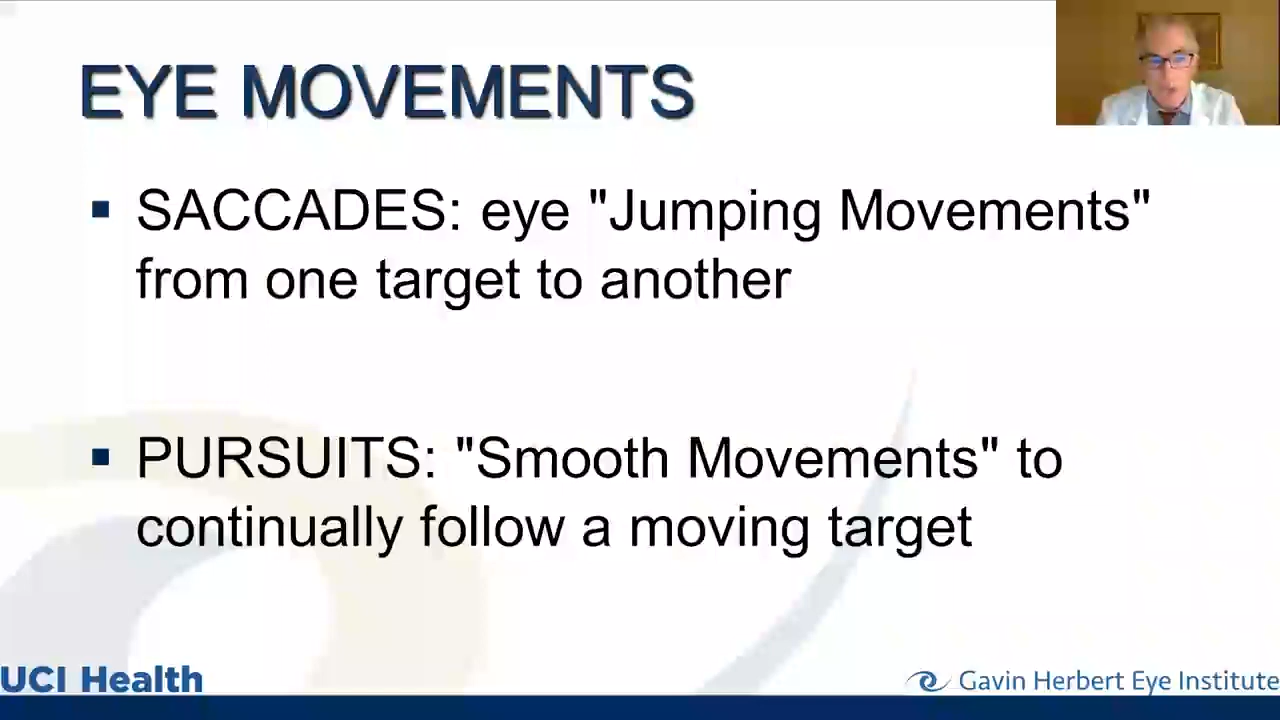 EYE MOVEMENTS
▪ SACCADES: eye "Jumping Movements"
from one target to another
▪ PURSUITS: "Smooth Movements" to
continually follow a moving target
UCI Health
Gavin Herbert Eye Institute